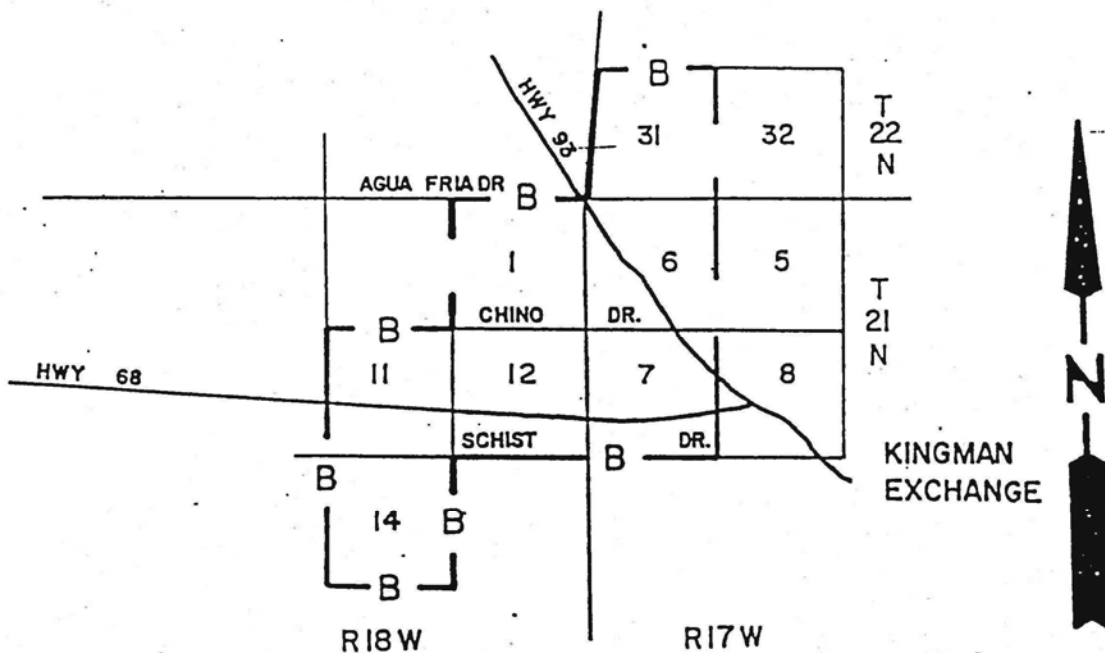 B
HWY 93
31
32
T
22
N
AGUA FRIA DR
B
1
6
5
T
21
N
CHINO DR.
B
HWY 68
11
12
7
8
N
SCHIST DR.
B
KINGMAN
EXCHANGE
B
14
B
B
R18W
R17W